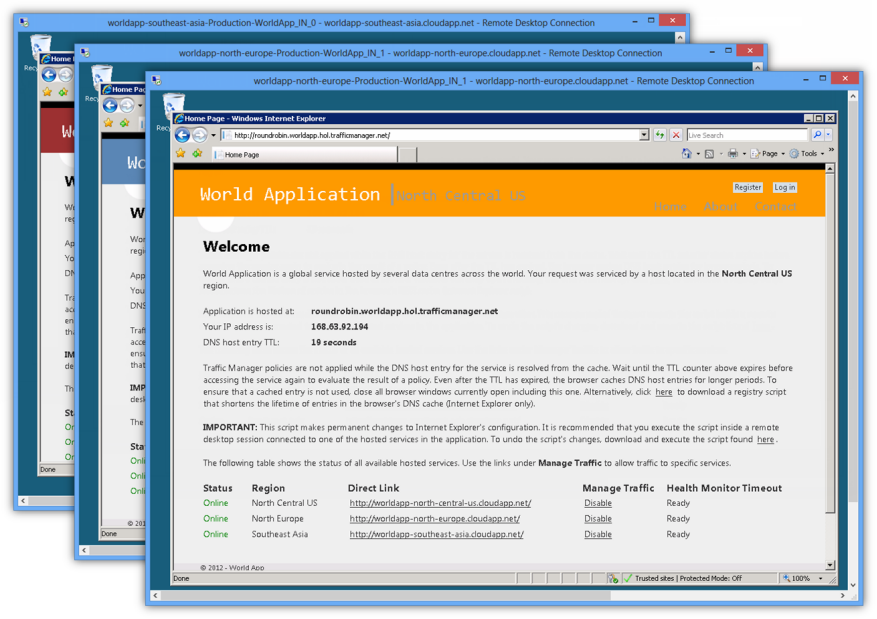 worldapp-southeast-asia-Production-WorldApp_IN_0 - worldapp-southeast-asia.cloudapp.net - Remote Desktop Connection
worldapp-north-europe-Production-WorldApp_IN_1 - worldapp-north-europe.cloudapp.net - Remote Desktop Connection
worldapp-north-europe-Production-WorldApp_IN_1 - worldapp-north-europe.cloudapp.net - Remote Desktop Connection
Home Page - Windows Internet Explorer
http://roundrobin.worldapp.hol.trafficmanager.net/
Live Search
Home Page
Page
Tools
Register Log in
World Application North Central US
Home About Contact
Welcome
World Application is a global service hosted by several data centres across the world. Your request was serviced by a host located in the North Central US
region.
Application is hosted at: roundrobin.worldapp.hol.trafficmanager.net
Your IP address is: 168.63.92.194
DNS host entry TTL: 19 seconds
Traffic Manager policies are not applied while the DNS host entry for the service is resolved from the cache. Wait until the TTL counter above expires before
accessing the service again to evaluate the result of a policy. Even after the TTL has expired, the browser caches DNS host entries for longer periods. To
ensure that a cached entry is not used, close all browser windows currently open including this one. Alternatively, click here to download a registry script
that shortens the lifetime of entries in the browser's DNS cache (Internet Explorer only).
IMPORTANT: This script makes permanent changes to Internet Explorer's configuration. It is recommended that you execute the script inside a remote
desktop session connected to one of the hosted services in the application. To undo the script's changes, download and execute the script found here.
The following table shows the status of all available hosted services. Use the links under Manage Traffic to allow traffic to specific services.
Status Region Direct Link Manage Traffic Health Monitor Timeout
Online North Central US http://worldapp-north-central-us.cloudapp.net/ Disable Ready
Online North Europe http://worldapp-north-europe.cloudapp.net/ Disable Ready
Online Southeast Asia http://worldapp-southeast-asia.cloudapp.net/ Disable Ready
© 2012 - World App
Done
Trusted sites | Protected Mode: Off
100%
Home Page
Done
Home
Done